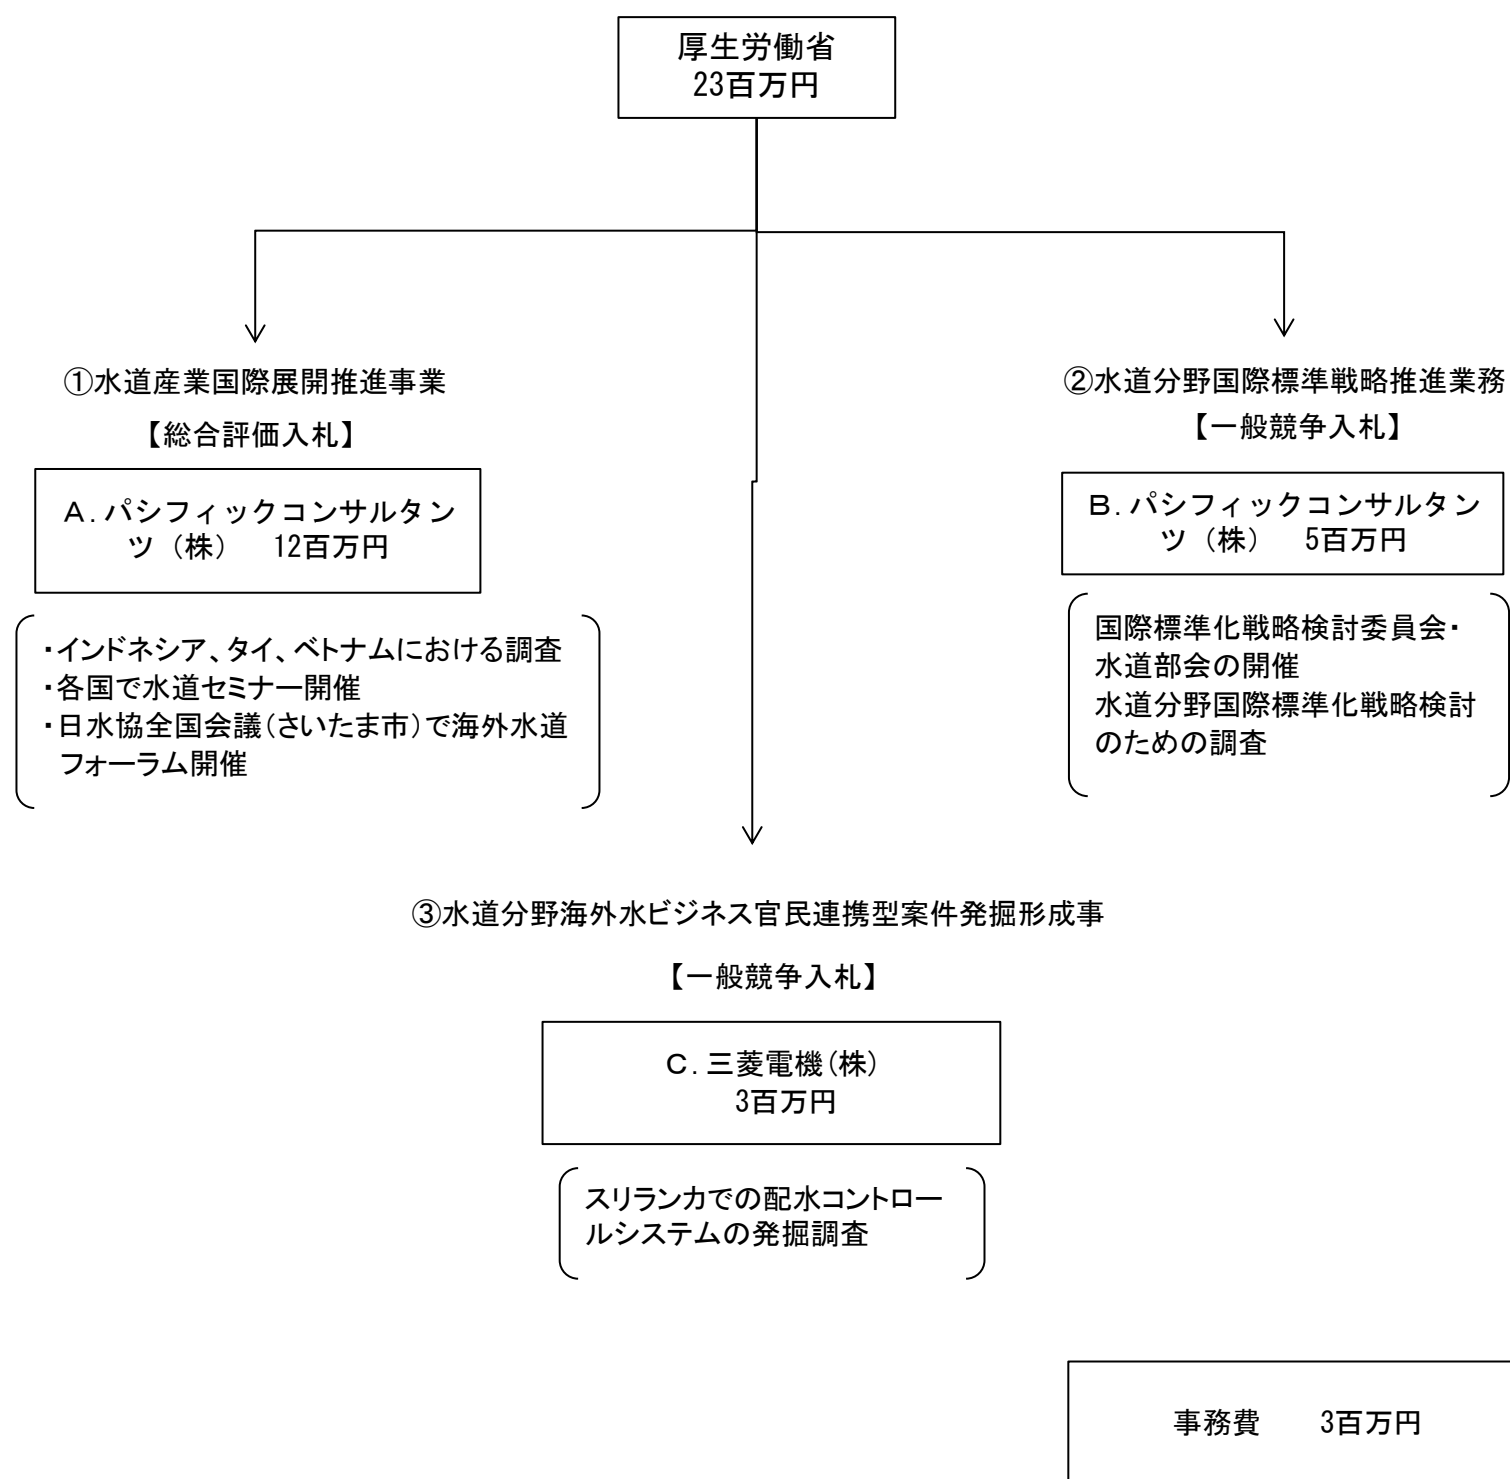 厚生労働省
23百万円
①水道産業国際展開推進事業
【総合評価入札】
A.パシフィックコンサルタン
ツ(株) 12百万円
・インドネシア、タイ、ベトナムにおける調査
・各国で水道セミナー開催
・日水協全国会議(さいたま市)で海外水道
フォーラム開催
②水道分野国際標準戦略推進業務
【一般競争入札】
B.パシフィックコンサルタン
ツ(株) 5百万円
国際標準化戦略検討委員会・
水道部会の開催
水道分野国際標準化戦略検討
のための調査
③水道分野海外水ビジネス官民連携型案件発掘形成事
【一般競争入札】
C.三菱電機(株)
3百万円
スリランカでの配水コントロー
ルシステムの発掘調査
事務費 3百万円